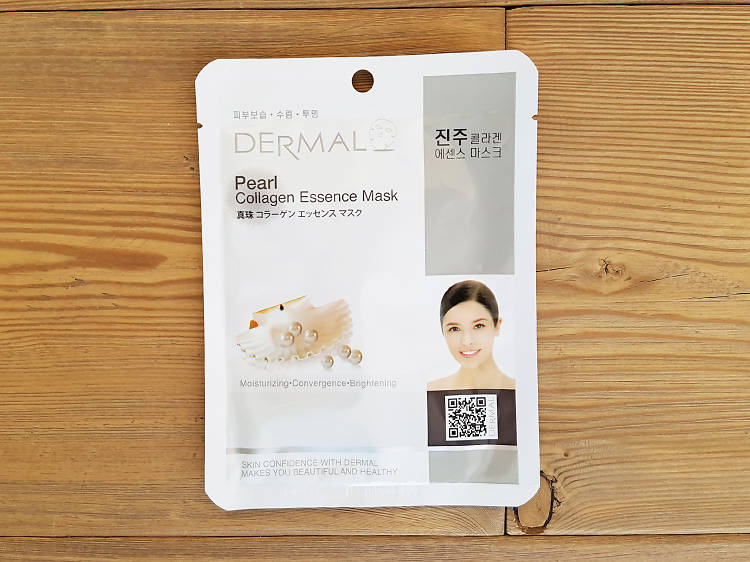 피부보습・수렴・투명
DERMAL
진주 콜라겐
에센스 마스크
Pearl
Collagen Essence Mask
真珠 コラーゲン エッセンス マスク
Moisturizing・Convergence・Brightening
DERMAL
SKIN CONFIDENCE WITH DERMAL
MAKES YOU BEAUTIFUL AND HEALTHY